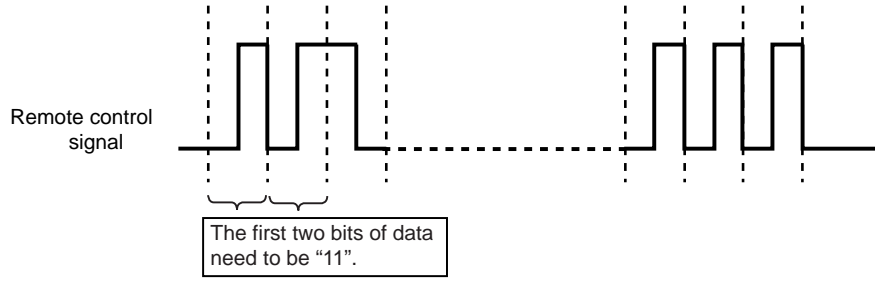 Remote control
signal
The first two bits of data
need to be “11”.